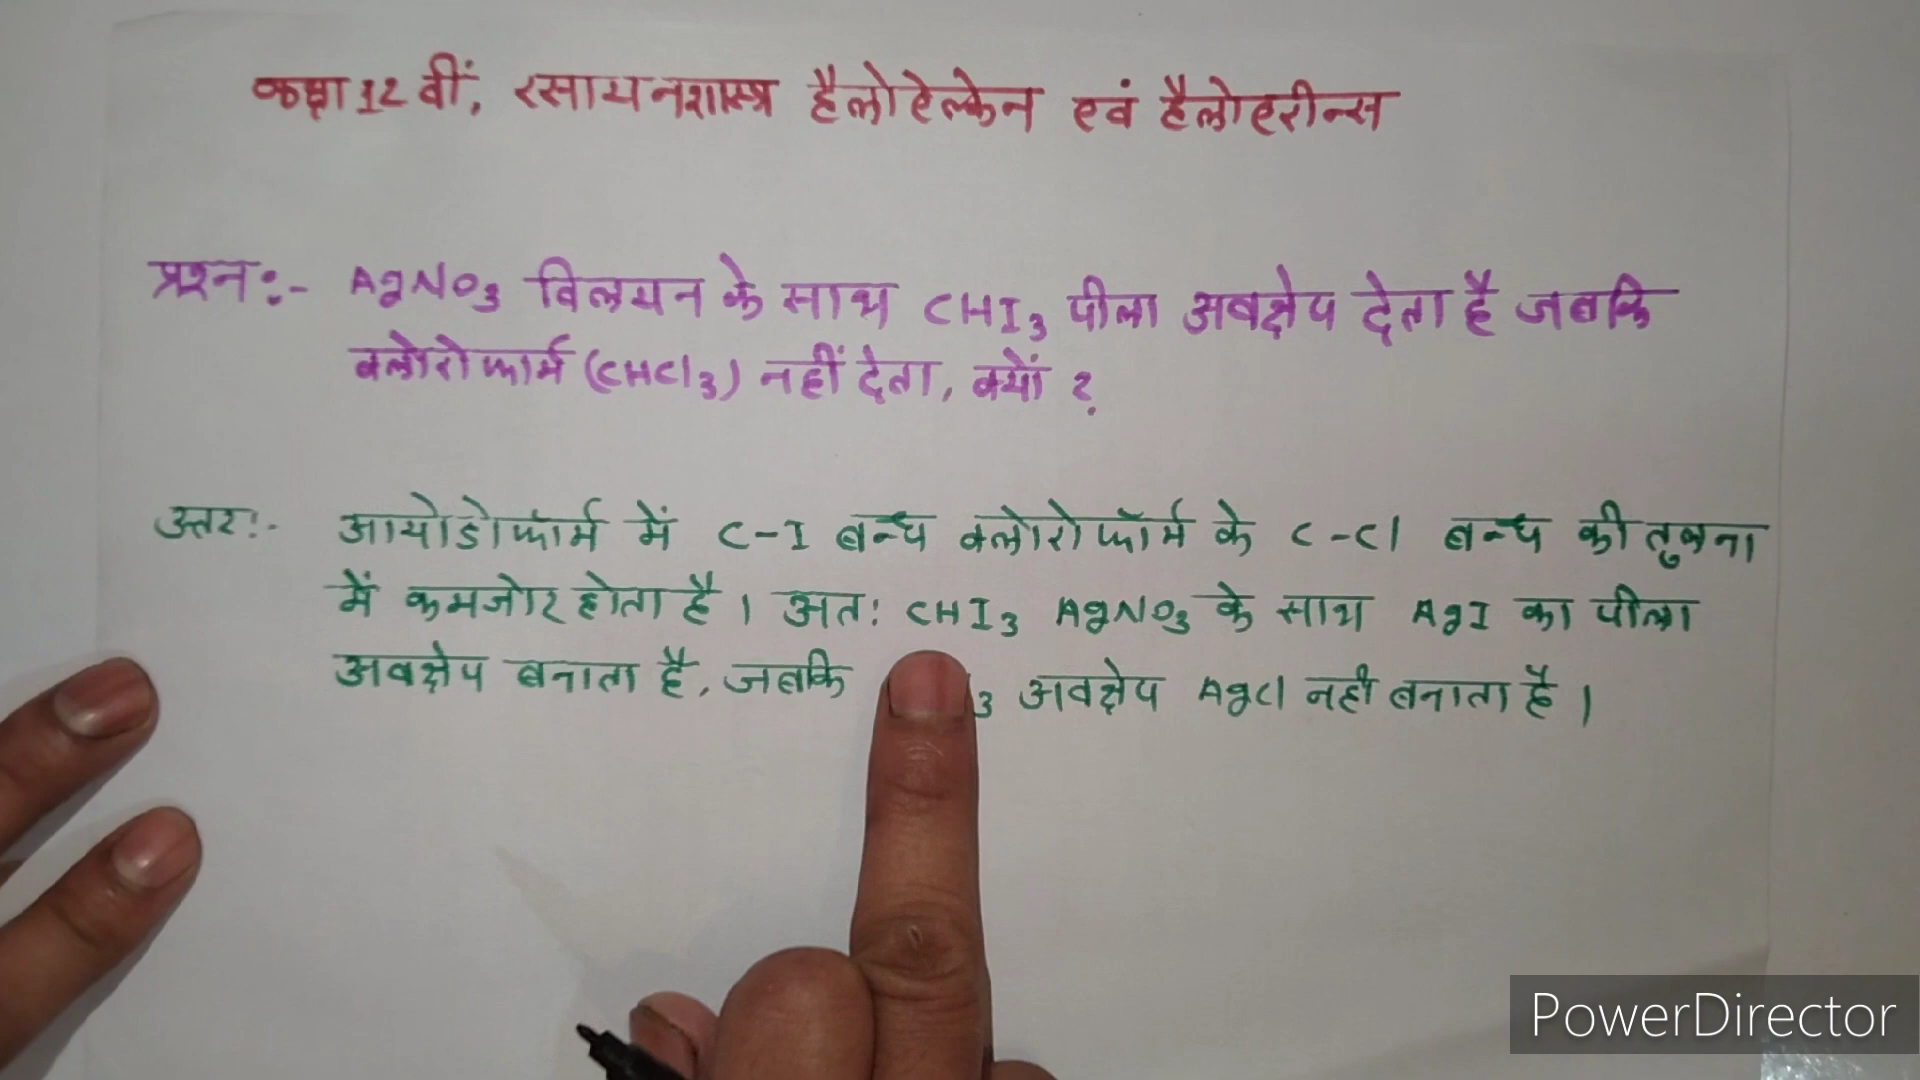 कक्षा 12 वीं, रसायनशास्त्र हैलोऐल्केन एवं हैलोएरीन्स
प्रश्न:- AgNO3 विलयन के साथ CHI3 पीला अवक्षेप देता है जबकि
क्लोरोफार्म (CHCl3) नहीं देता, क्यों ?
उत्तर:- आयोडोफॉर्म में C-I बन्ध क्लोरोफॉर्म के C-Cl बन्ध की तुलना
में कमजोर होता है । अत: CHI3 AgNO3 के साथ AgI का पीला
अवक्षेप बनाता है, जबकि 3 अवक्षेप AgCl नही बनाता है ।
PowerDirector